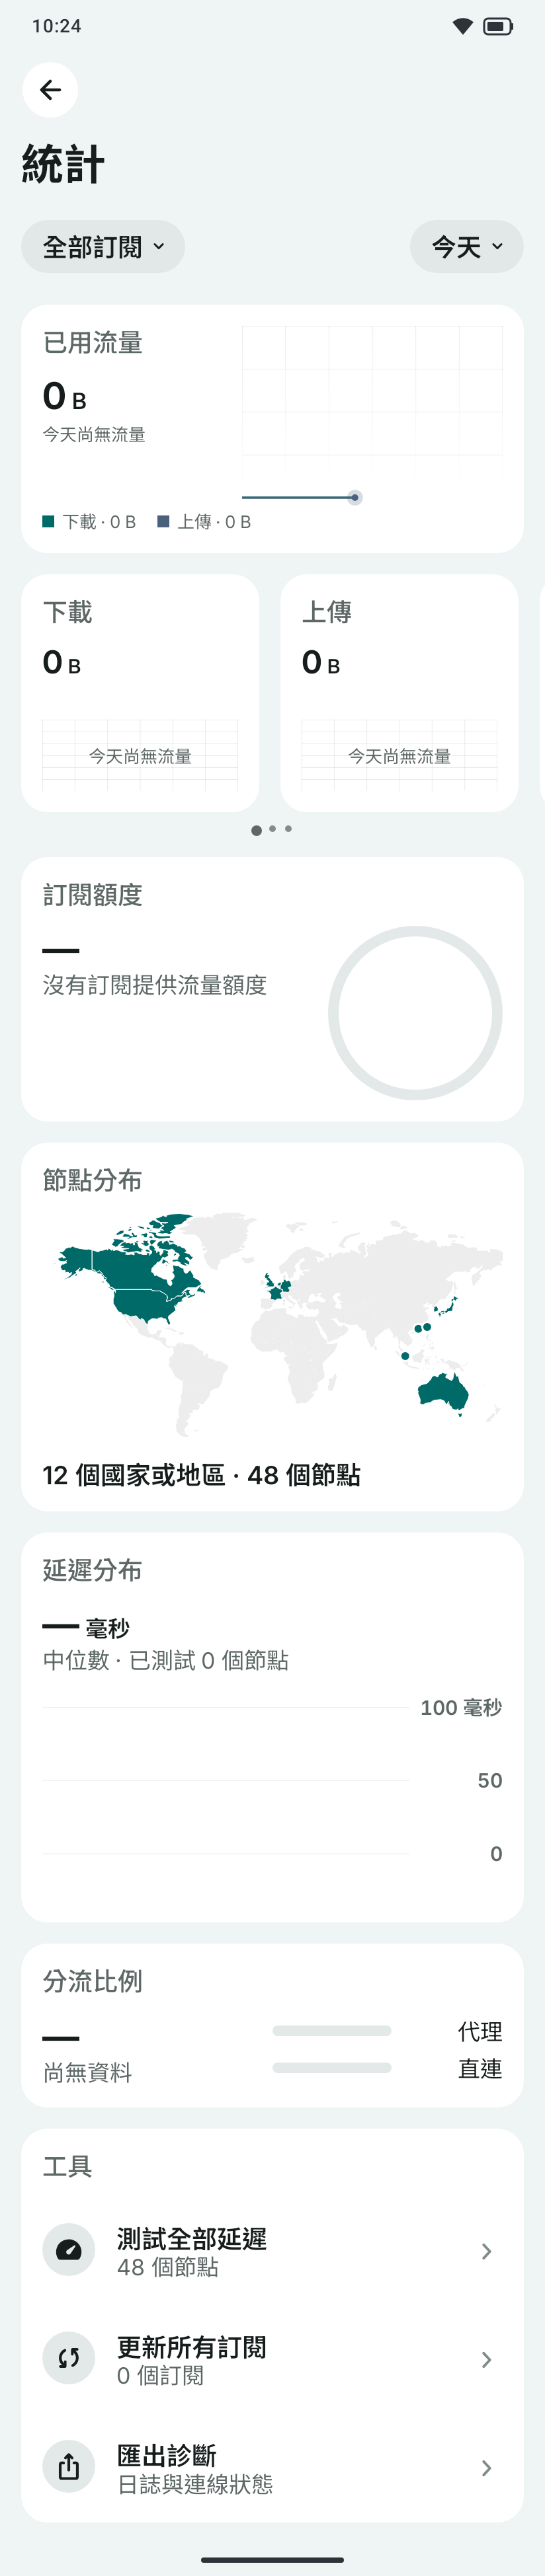 10:24
統計
全部訂閱
今天
已用流量
0 B
今天尚無流量
下載 · 0 B
上傳 · 0 B
下載
0 B
今天尚無流量
上傳
0 B
今天尚無流量
訂閱額度
—
沒有訂閱提供流量額度
節點分布
12 個國家或地區 · 48 個節點
延遲分布
— 毫秒
中位數 · 已測試 0 個節點
100 毫秒
50
0
分流比例
—
尚無資料
代理
直連
工具
測試全部延遲
48 個節點
更新所有訂閱
0 個訂閱
匯出診斷
日誌與連線狀態